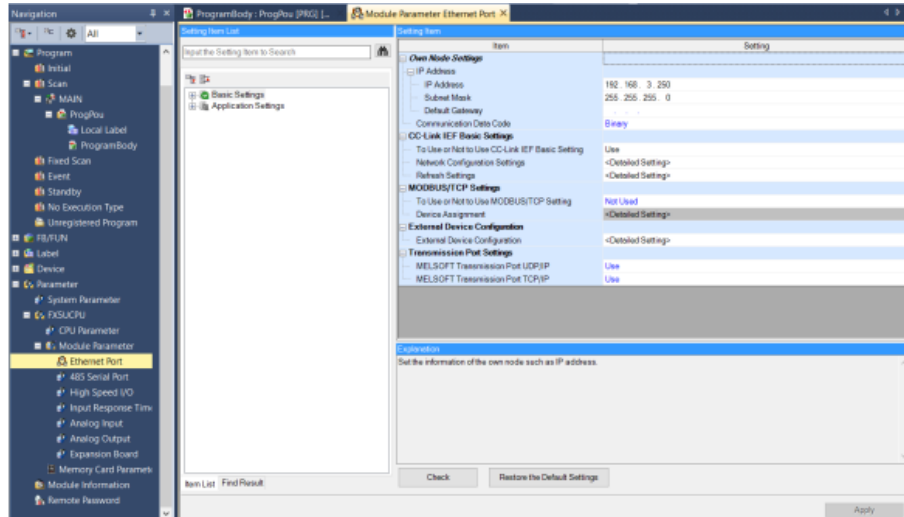 Navigation
ProgramBody : ProgPou [PRG] [...
Module Parameter Ethernet Port
All
Program
Initial
Scan
MAIN
ProgPou
Local Label
ProgramBody
Fixed Scan
Event
Standby
No Execution Type
Unregistered Program
FB/FUN
Label
Device
Parameter
System Parameter
FX5UCPU
CPU Parameter
Module Parameter
Ethernet Port
485 Serial Port
High Speed I/O
Input Response Time
Analog Input
Analog Output
Expansion Board
Memory Card Paramete
Module Information
Remote Password
Setting Item List
Input the Setting Item to Search
Basic Settings
Application Settings
Item List
Find Result
Setting Item
Item Setting
Own Node Settings
IP Address
IP Address 192 . 168 . 3 . 250
Subnet Mask 255 . 255 . 255 . 0
Default Gateway . . .
Communication Data Code Binary
CC-Link IEF Basic Settings
To Use or Not to Use CC-Link IEF Basic Setting Use
Network Configuration Settings <Detailed Setting>
Refresh Settings <Detailed Setting>
MODBUS/TCP Settings
To Use or Not to Use MODBUS/TCP Setting Not Used
Device Assignment <Detailed Setting>
External Device Configuration
External Device Configuration <Detailed Setting>
Transmission Port Settings
MELSOFT Transmission Port UDP/IP Use
MELSOFT Transmission Port TCP/IP Use
Explanation
Set the information of the own node such as IP address.
Check
Restore the Default Settings
Apply